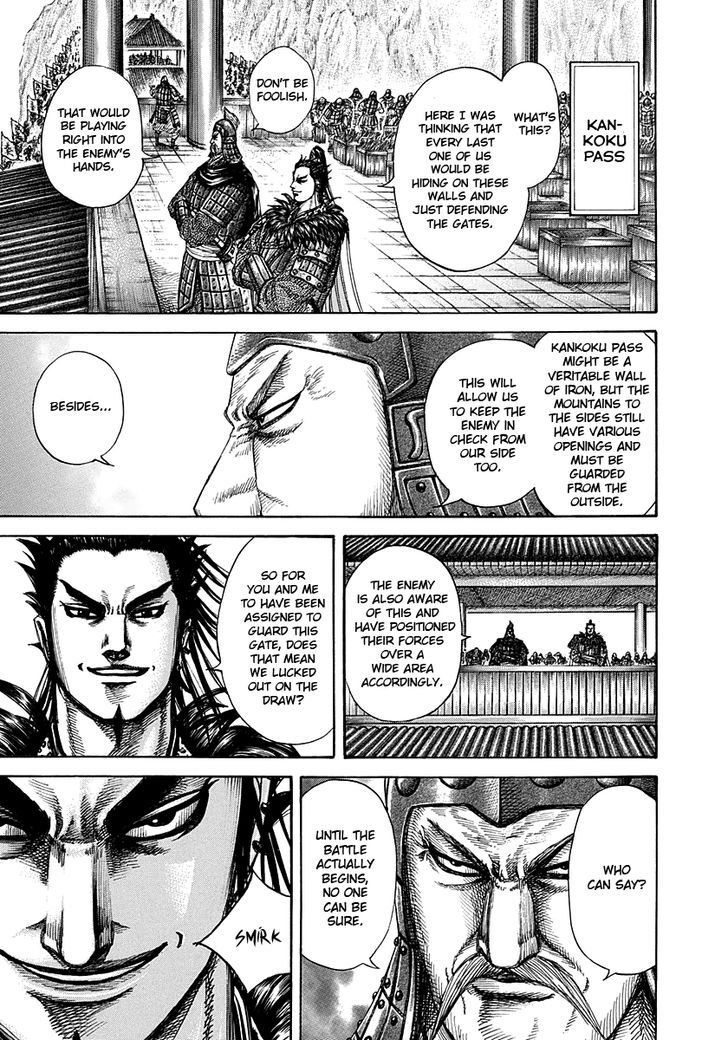 KAN-
KOKU
PASS
WHAT'S
THIS?
HERE I WAS
THINKING THAT
EVERY LAST
ONE OF US
WOULD BE
HIDING ON THESE
WALLS AND
JUST DEFENDING
THE GATES.
DON'T BE
FOOLISH.
THAT WOULD
BE PLAYING
RIGHT INTO
THE ENEMY'S
HANDS.
KANKOKU PASS
MIGHT BE A
VERITABLE WALL
OF IRON, BUT THE
MOUNTAINS TO
THE SIDES STILL
HAVE VARIOUS
OPENINGS AND
MUST BE
GUARDED
FROM THE
OUTSIDE.
THIS WILL
ALLOW US
TO KEEP THE
ENEMY IN
CHECK FROM
OUR SIDE
TOO.
BESIDES...
THE ENEMY
IS ALSO AWARE
OF THIS AND
HAVE POSITIONED
THEIR FORCES
OVER A
WIDE AREA
ACCORDINGLY.
SO FOR
YOU AND ME
TO HAVE BEEN
ASSIGNED TO
GUARD THIS
GATE, DOES
THAT MEAN
WE LUCKED
OUT ON THE
DRAW?
WHO
CAN SAY?
UNTIL THE
BATTLE
ACTUALLY
BEGINS,
NO ONE
CAN BE
SURE.
SMIRK